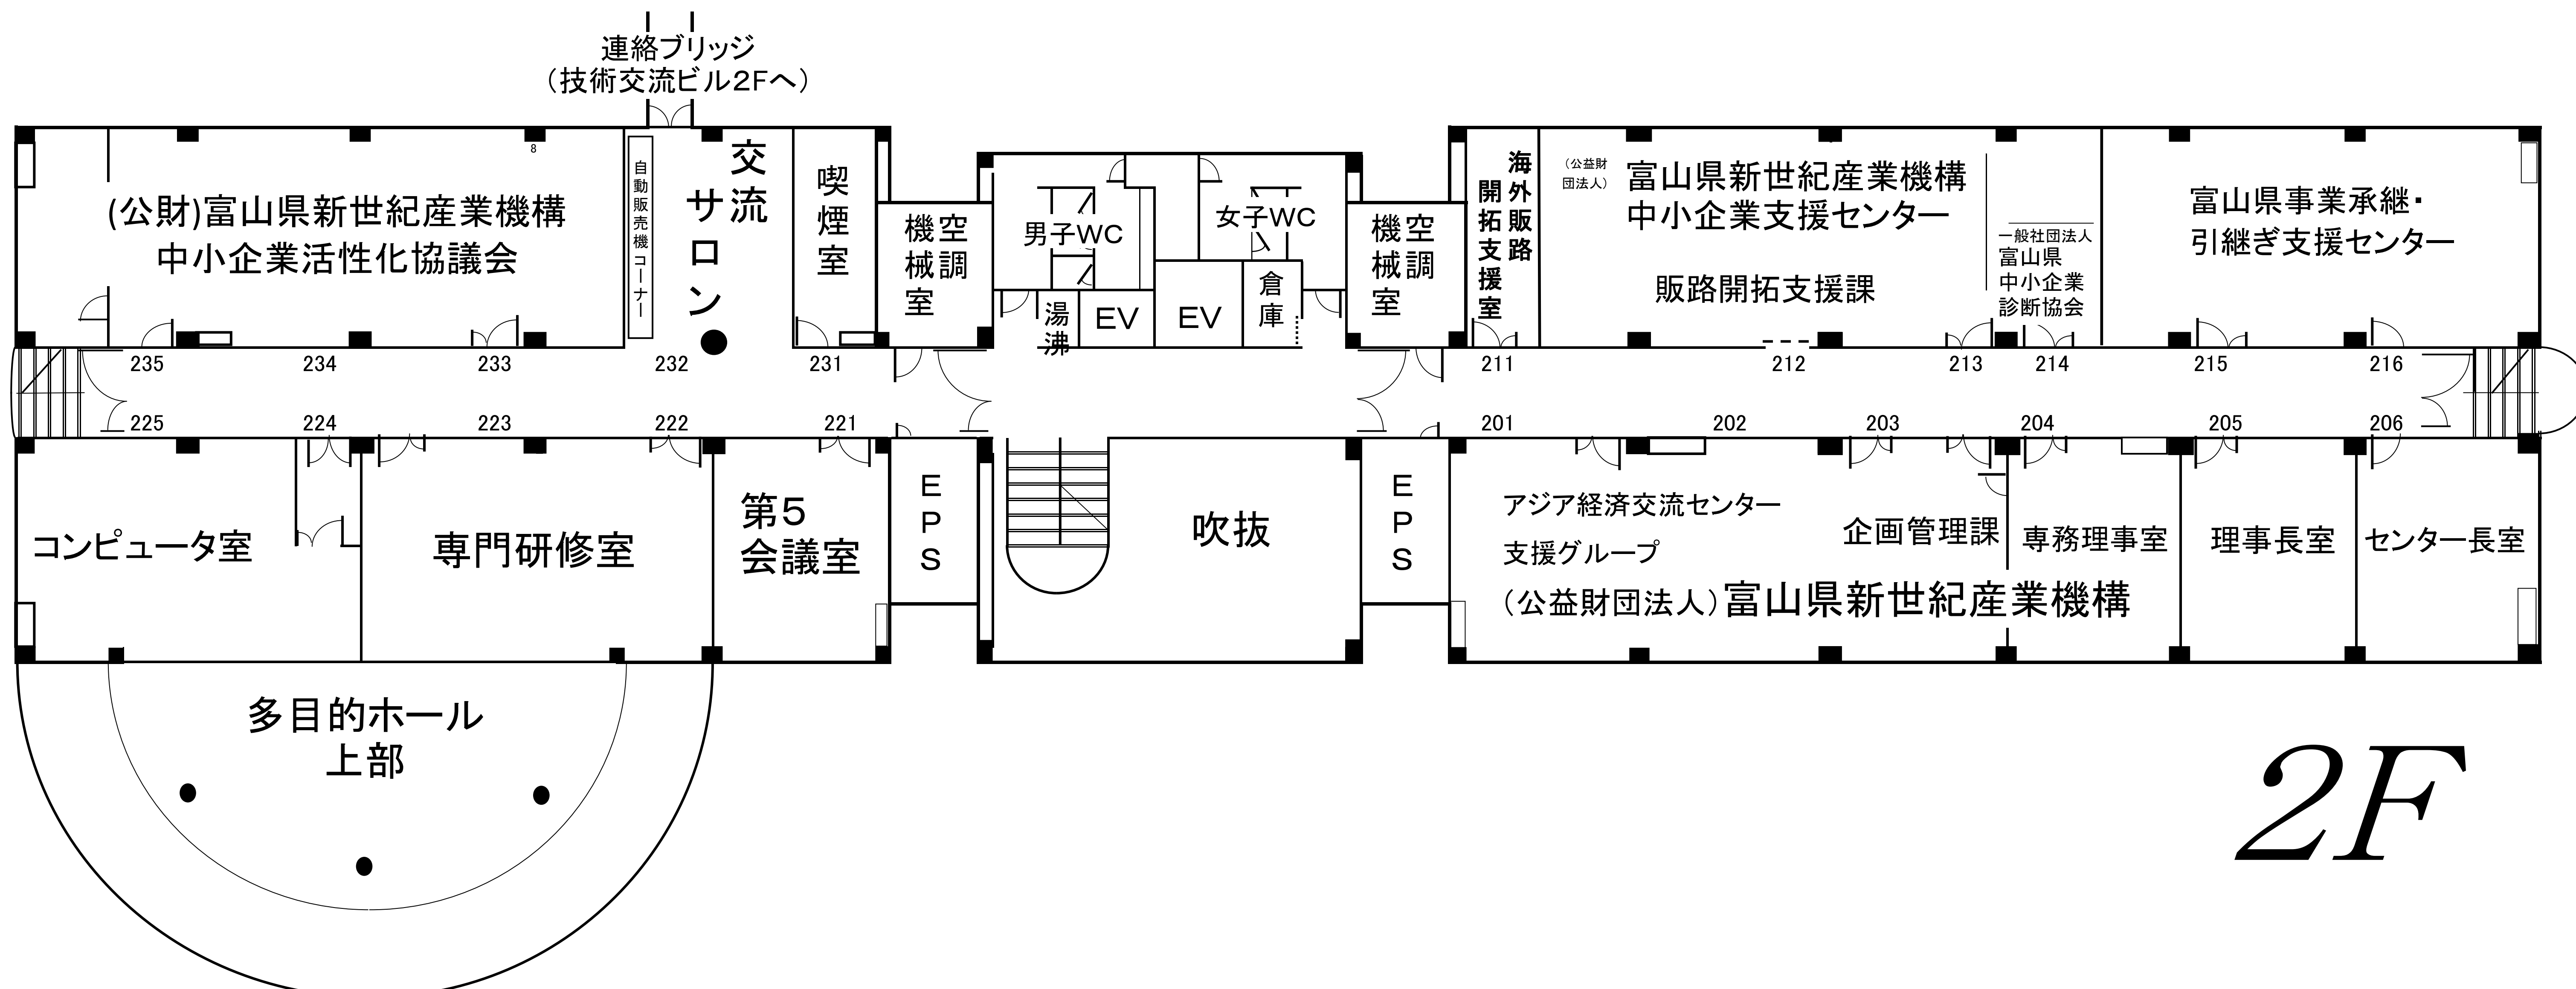 連絡ブリッジ
（技術交流ビル2Fへ）
8
(公財)富山県新世紀産業機構
中小企業活性化協議会
自動販売機コーナー
交流
サロン
喫煙室
空調
機械室
男子WC
女子WC
湯沸
EV
EV
倉庫
空調
機械室
海外販路
開拓支援室
（公益財
団法人）
富山県新世紀産業機構
中小企業支援センター
販路開拓支援課
一般社団法人
富山県
中小企業
診断協会
富山県事業承継・
引継ぎ支援センター
235
234
233
232
231
211
212
213
214
215
216
225
224
223
222
221
201
202
203
204
205
206
コンピュータ室
専門研修室
第5
会議室
EPS
吹抜
EPS
アジア経済交流センター
支援グループ
企画管理課
（公益財団法人）富山県新世紀産業機構
専務理事室
理事長室
センター長室
多目的ホール
上部
2F